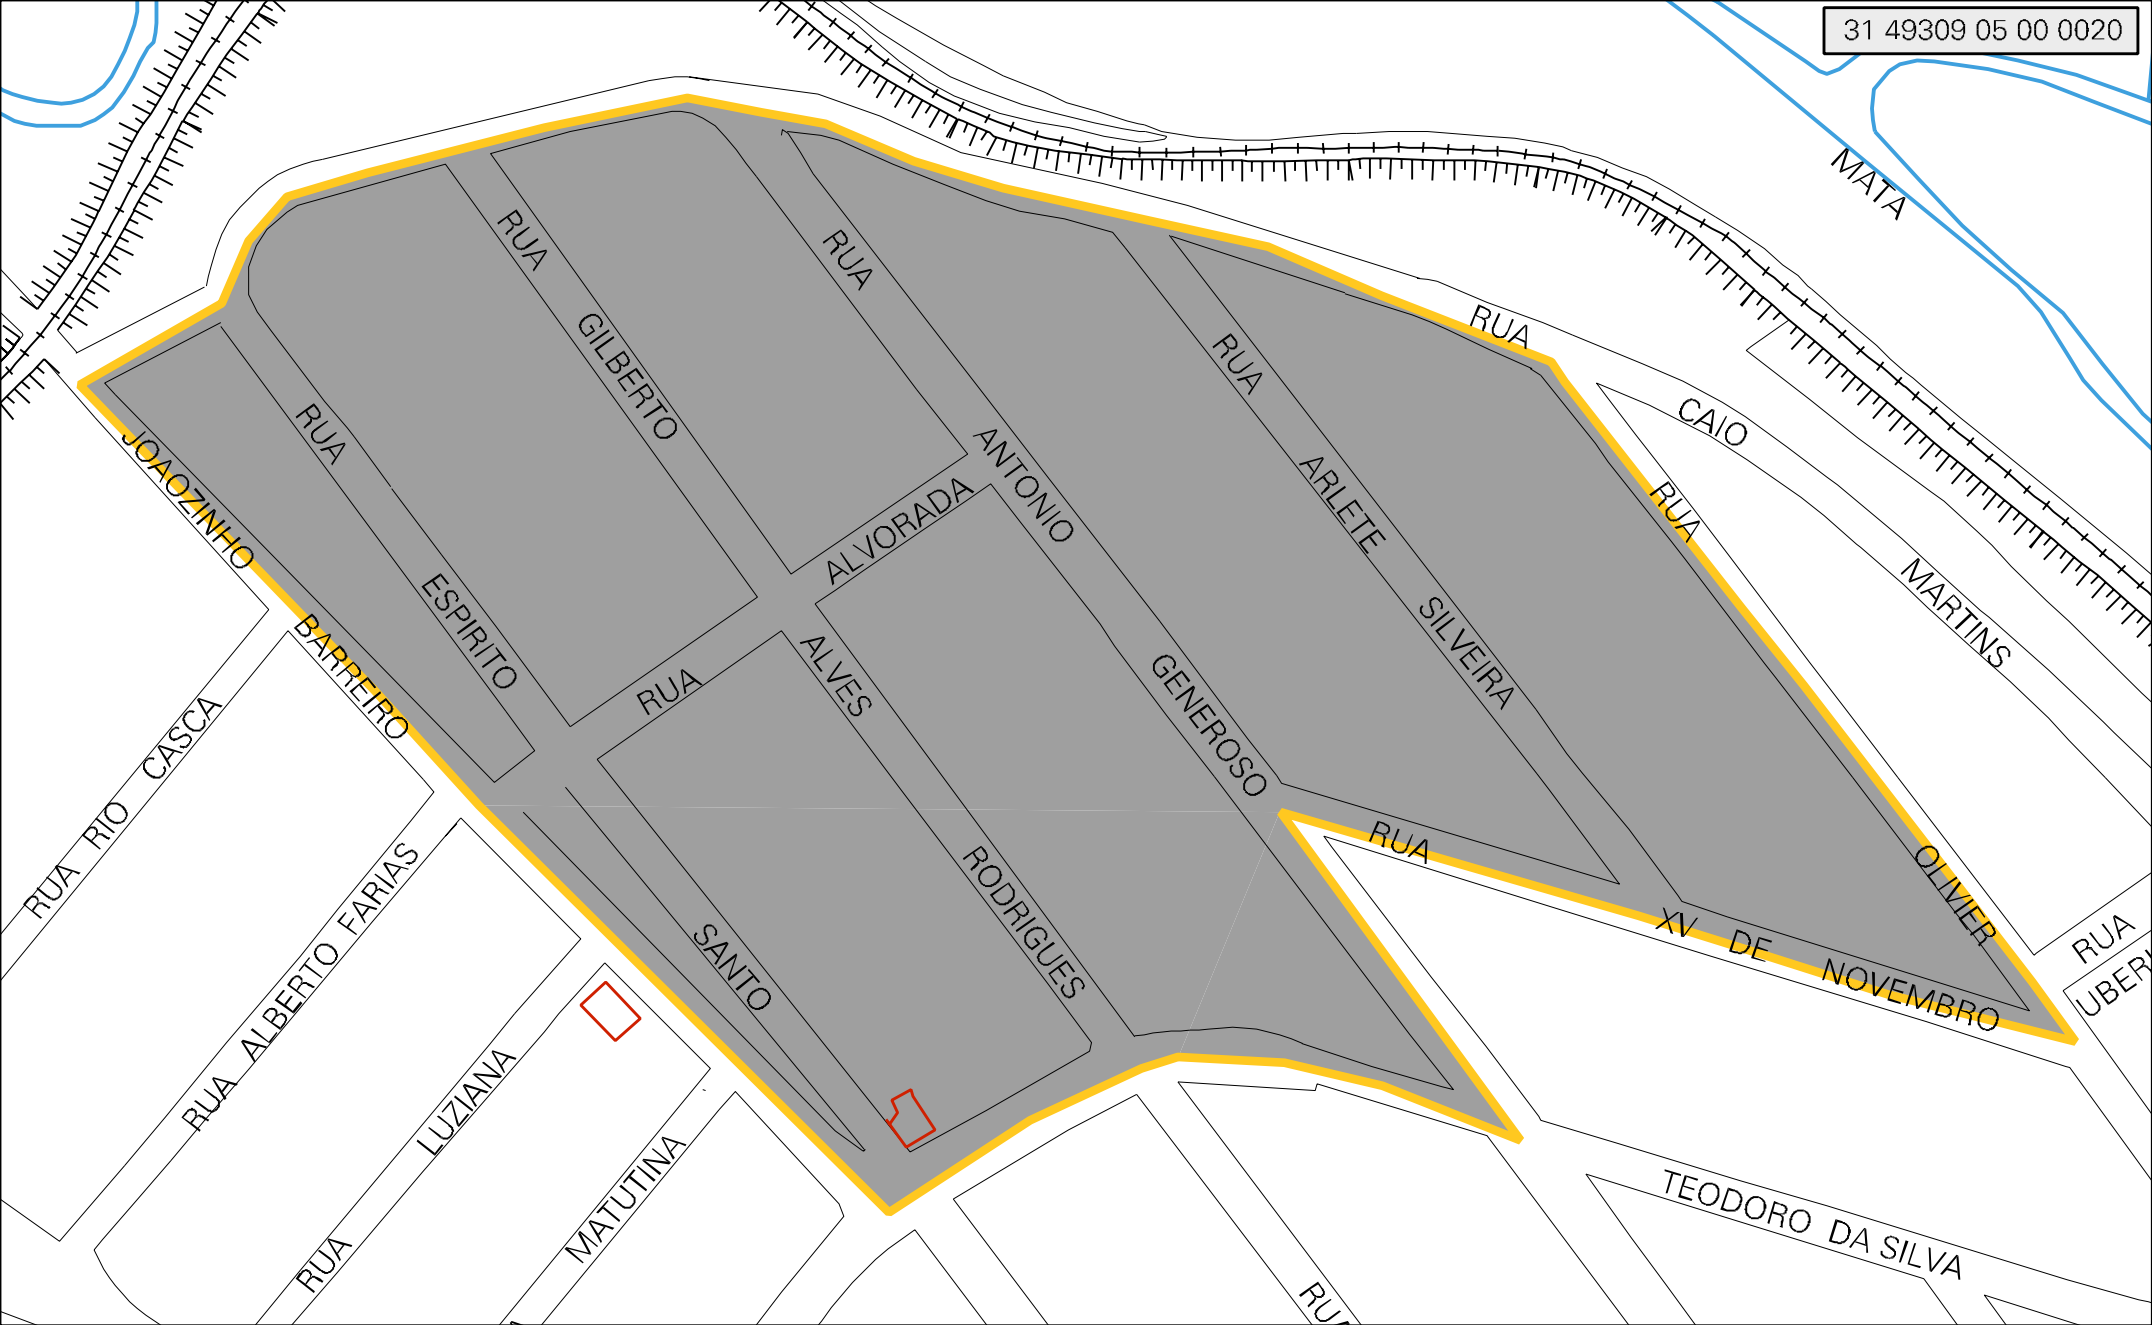 31 49309 05 00 0020
MATA
RUA GILBERTO ALVES RODRIGUES
RUA ANTONIO GENEROSO
RUA ARLETE SILVEIRA
RUA CAIO MARTINS
RUA OLIVIER
RUA ESPIRITO SANTO
JOAOZINHO BARREIRO
RUA ALVORADA
RUA XV DE NOVEMBRO
RUA UBER
RUA RIO CASCA
RUA ALBERTO FARIAS
RUA LUZIANA
MATUTINA
TEODORO DA SILVA
RUA